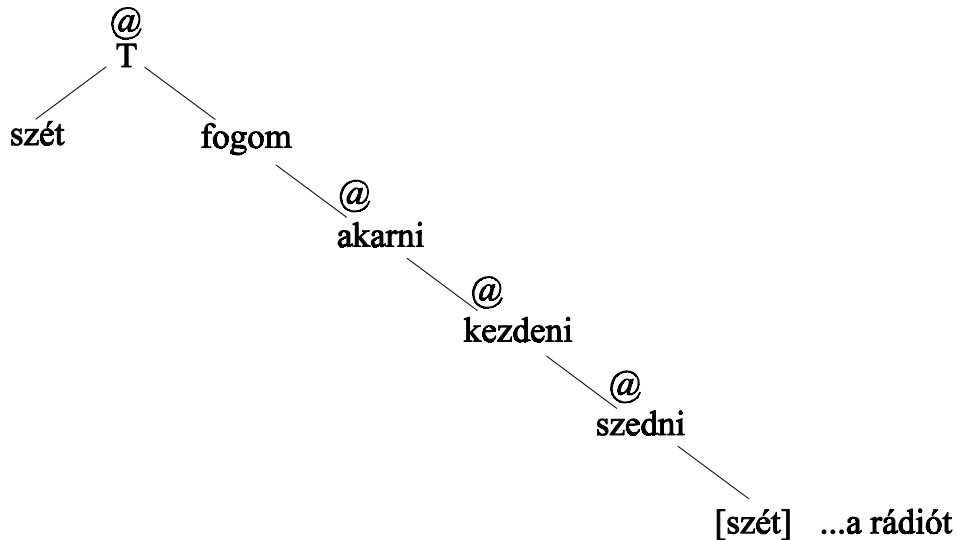 @
T
szét fogom
@
akarni
@
kezdeni
@
szedni
[szét] ...a rádiót